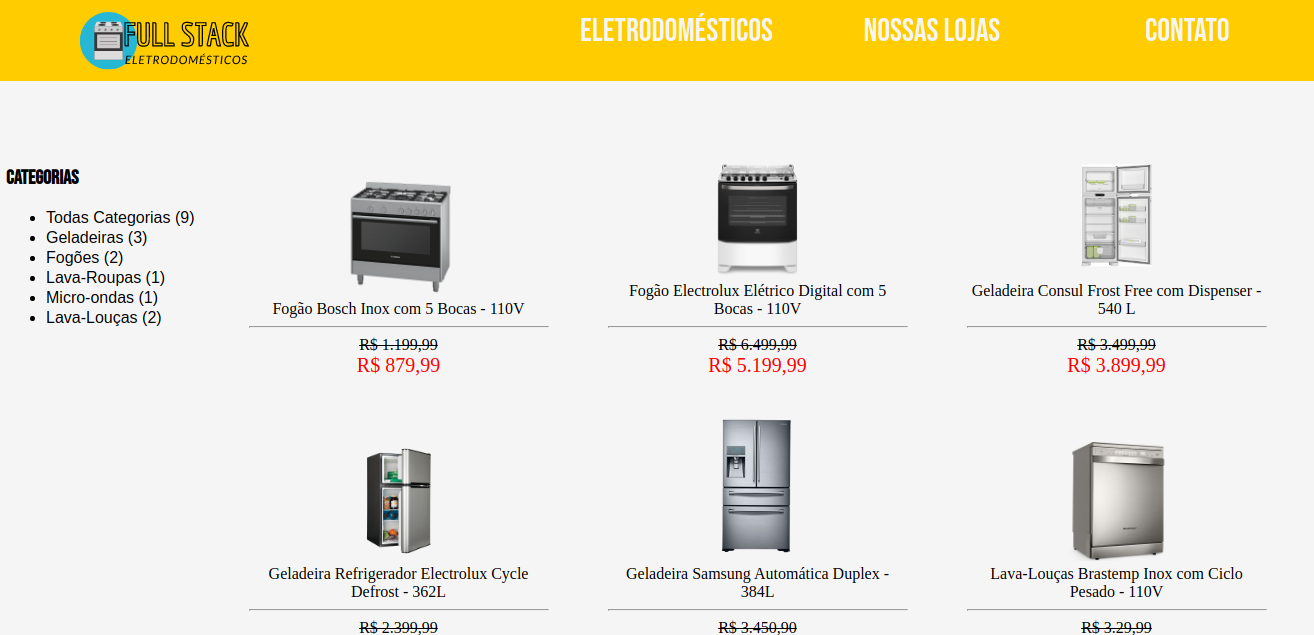 FULL STACK
ELETRODOMÉSTICOS
ELETRODOMÉSTICOS
NOSSAS LOJAS
CONTATO
CATEGORIAS
Todas Categorias (9)
Geladeiras (3)
Fogões (2)
Lava-Roupas (1)
Micro-ondas (1)
Lava-Louças (2)
Fogão Bosch Inox com 5 Bocas - 110V
R$ 1.199,99
R$ 879,99
Fogão Electrolux Elétrico Digital com 5
Bocas - 110V
R$ 6.499,99
R$ 5.199,99
Geladeira Consul Frost Free com Dispenser -
540 L
R$ 3.499,99
R$ 3.899,99
Geladeira Refrigerador Electrolux Cycle
Defrost - 362L
R$ 2.399,99
Geladeira Samsung Automática Duplex -
384L
R$ 3.450,90
Lava-Louças Brastemp Inox com Ciclo
Pesado - 110V
R$ 3.29,99